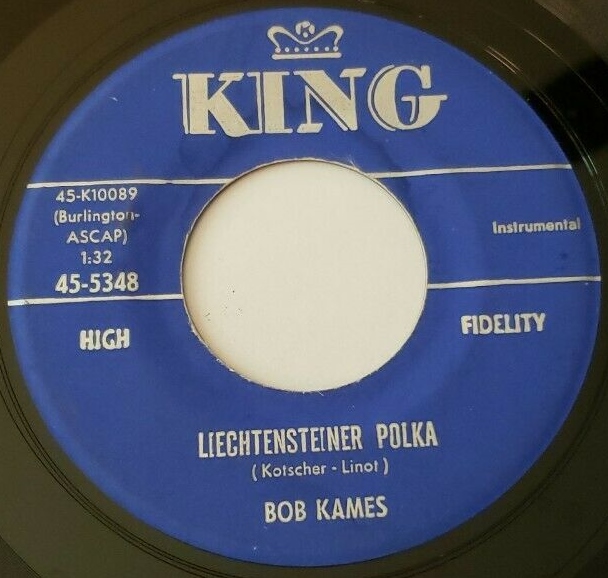 KING
45-K10089
(Burlington-
ASCAP)
1:32
45-5348
Instrumental
HIGH
FIDELITY
LIECHTENSTEINER POLKA
(Kotscher - Linot)
BOB KAMES